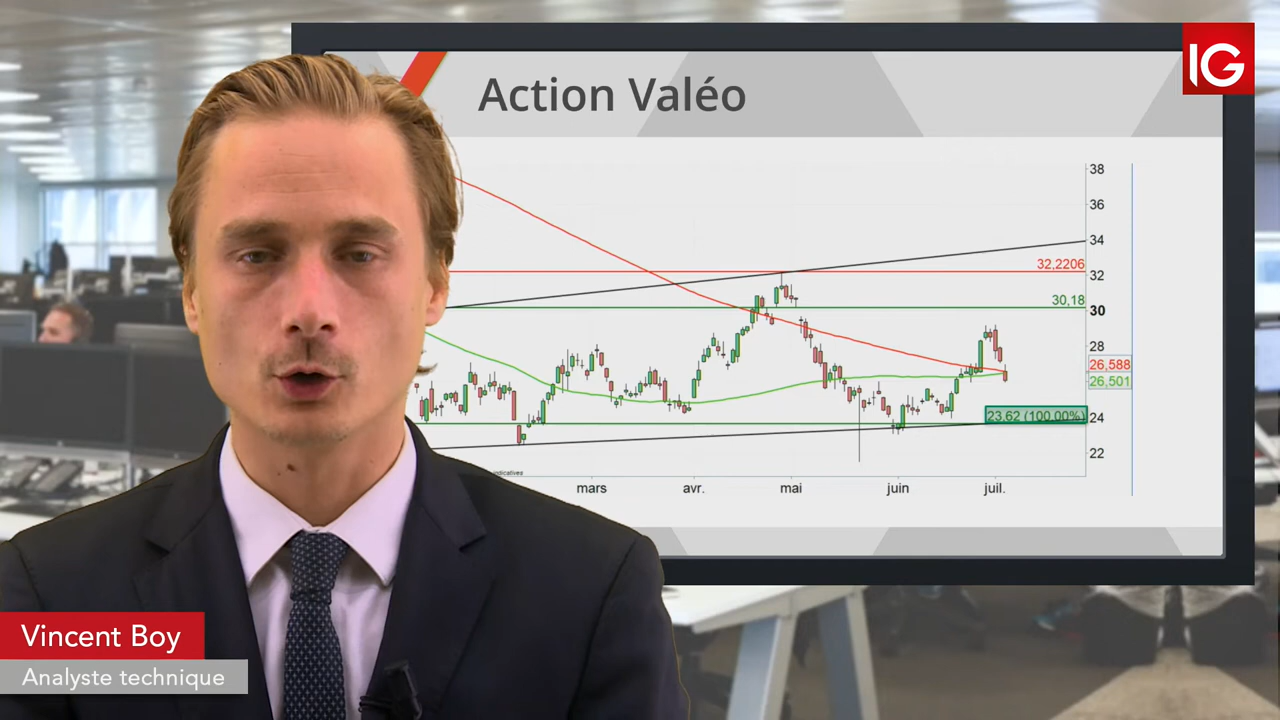 IG
Action Valéo
38
36
34
32,2206
32
30,18
30
28
26,588
26,501
23,62 (100,00%)
24
22
indicatives
mars avr. mai juin juil.
Vincent Boy
Analyste technique